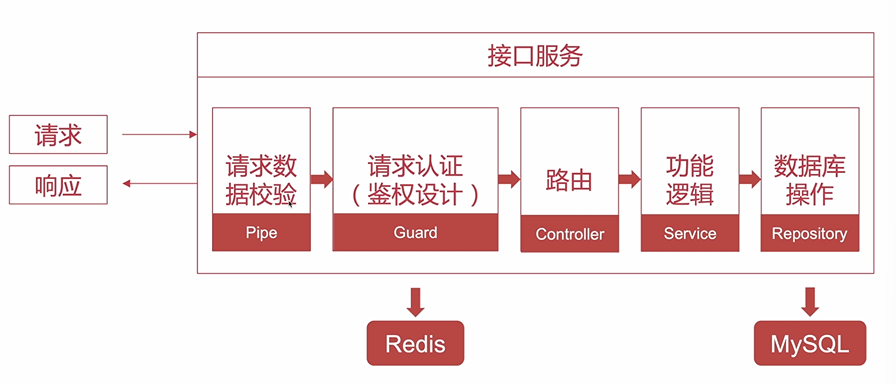 接口服务
请求
响应
请求数
据校验
Pipe
请求认证
（鉴权设计）
Guard
路由
Controller
功能
逻辑
Service
数据库
操作
Repository
Redis
MySQL